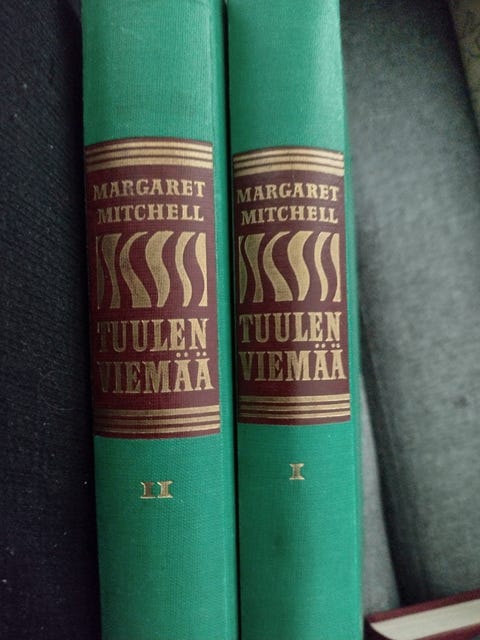 MARGARET
MITCHELL
TUULEN
VIEMÄÄ
II
MARGARET
MITCHELL
TUULEN
VIEMÄÄ
I